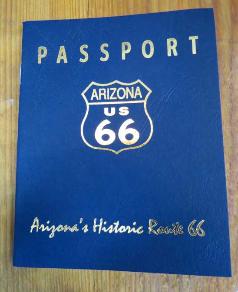 PASSPORT
ARIZONA
US
66
Arizona's Historic Route 66